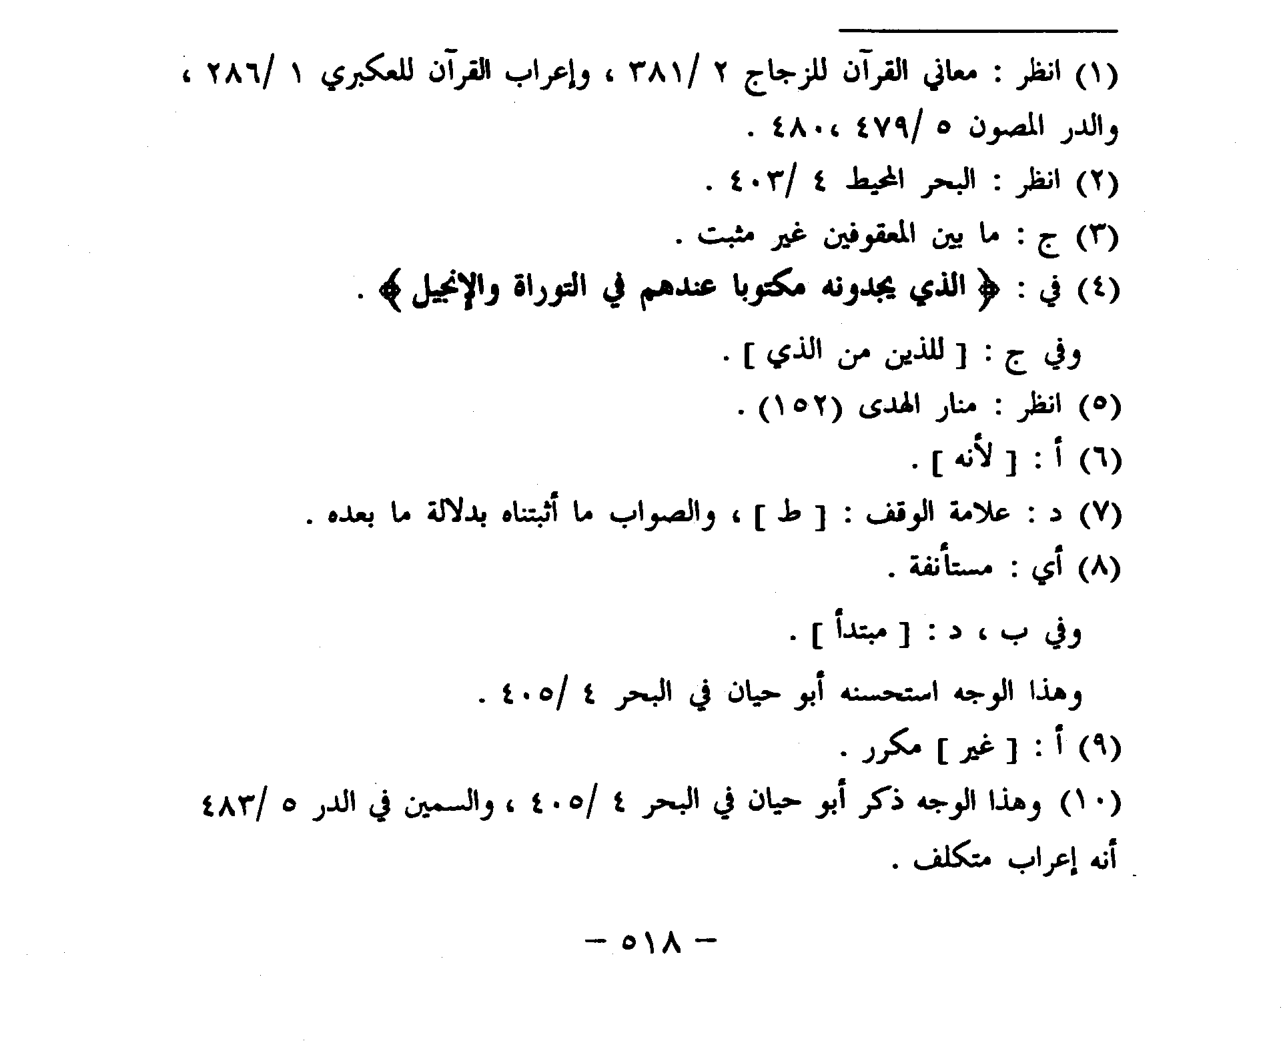 (١) انظر : معاني القرآن للزجاج ٢ /٣٨١ ، وإعراب القرآن للعكبري ١ /٢٨٦ ،
والدر المصون ٥ /٤٧٩ ،٤٨٠ .
(٢) انظر : البحر المحيط ٤ /٤٠٣ .
(٣) ج : ما بين المعقوفين غير مثبت .
(٤) في : ﴿ الذي يجدونه مكتوبا عندهم في التوراة والإنجيل ﴾ .
وفي ج : [ للذين من الذي ] .
(٥) انظر : منار الهدى (١٥٢) .
(٦) أ : [ لأنه ] .
(٧) د : علامة الوقف : [ ط ] ، والصواب ما أثبتناه بدلالة ما بعده .
(٨) أي : مستأنفة .
وفي ب ، د : [ مبتدأ ] .
وهذا الوجه استحسنه أبو حيان في البحر ٤ /٤٠٥ .
(٩) أ : [ غير ] مكرر .
(١٠) وهذا الوجه ذكر أبو حيان في البحر ٤ /٤٠٥ ، والسمين في الدر ٥ /٤٨٣
أنه إعراب متكلف .
– ٥١٨ –